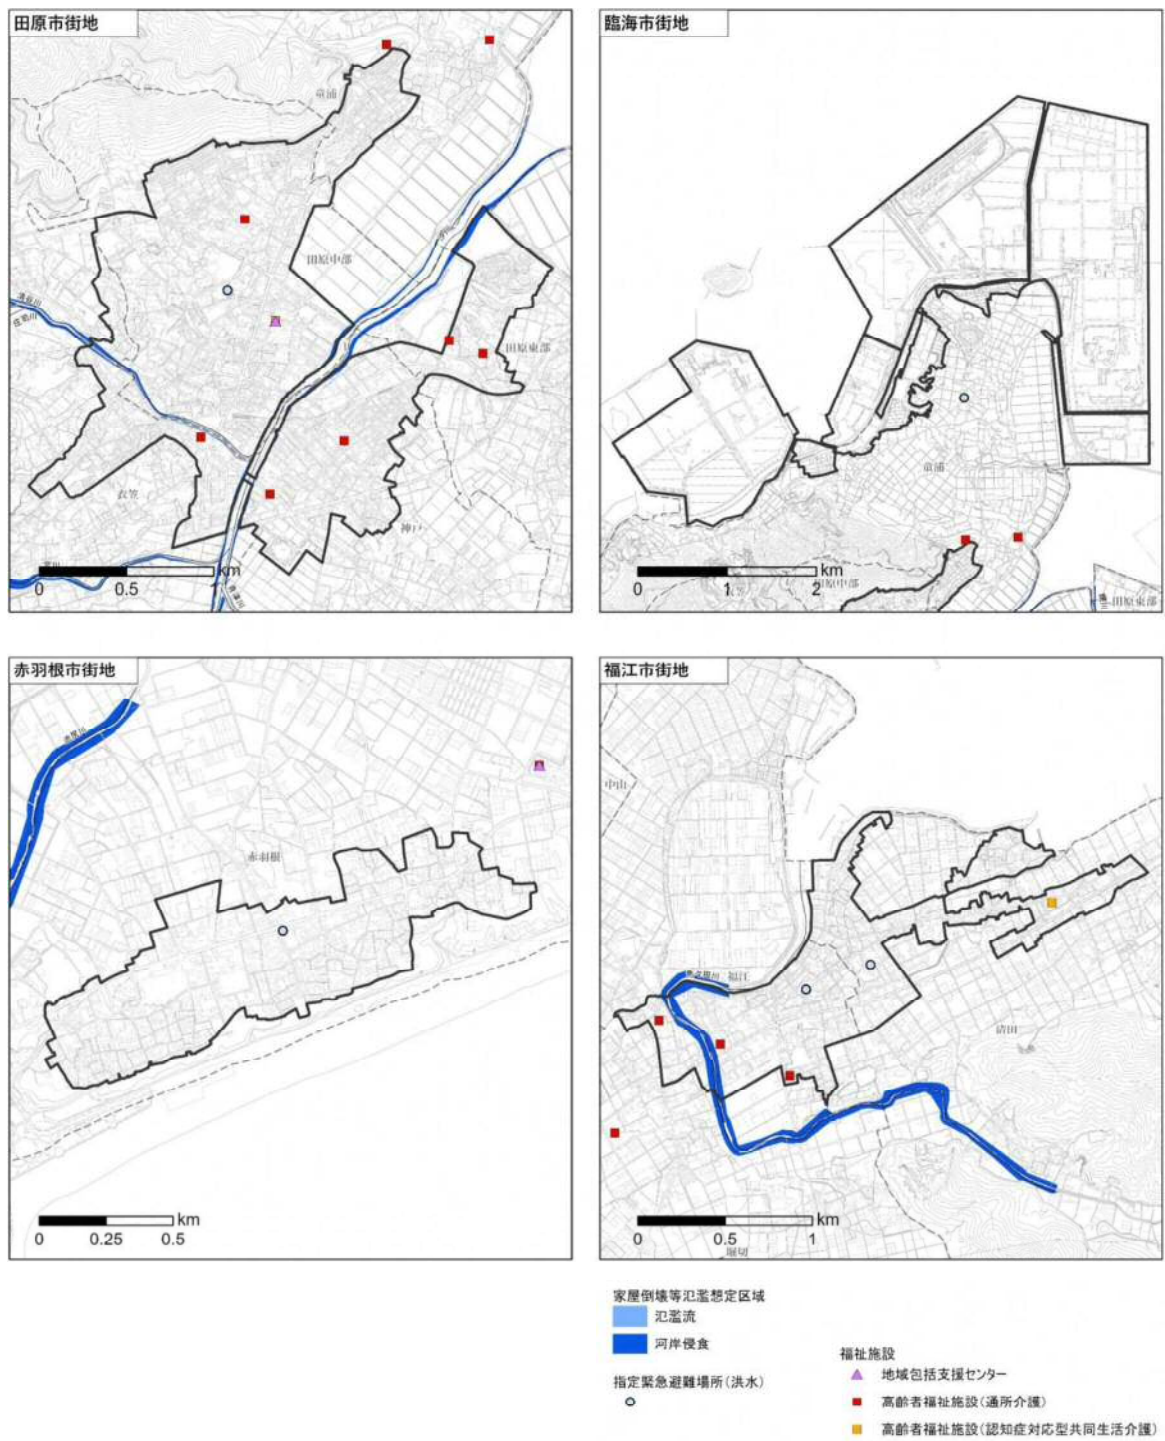 田原市街地
童浦
田原中部
田原東部
衣笠
神戸
km
0
0.5
臨海市街地
童浦
田原中部
田原東部
km
0
1
2
赤羽根市街地
赤羽根
km
0
0.25
0.5
福江市街地
中山
福江
清田
堀切
km
0
0.5
1
家屋倒壊等氾濫想定区域
氾濫流
河岸侵食
指定緊急避難場所(洪水)
福祉施設
地域包括支援センター
高齢者福祉施設(通所介護)
高齢者福祉施設(認知症対応型共同生活介護)